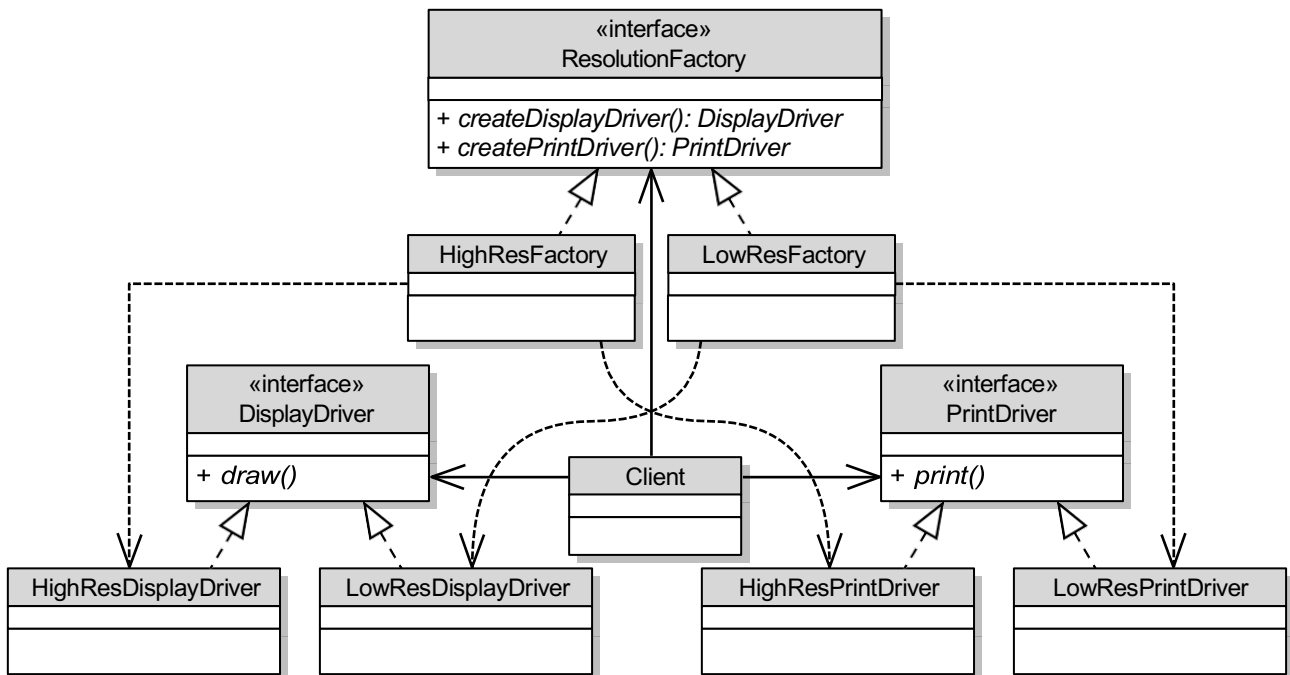 «interface»
ResolutionFactory
+ createDisplayDriver(): DisplayDriver
+ createPrintDriver(): PrintDriver
HighResFactory
LowResFactory
«interface»
DisplayDriver
+ draw()
«interface»
PrintDriver
+ print()
Client
HighResDisplayDriver
LowResDisplayDriver
HighResPrintDriver
LowResPrintDriver